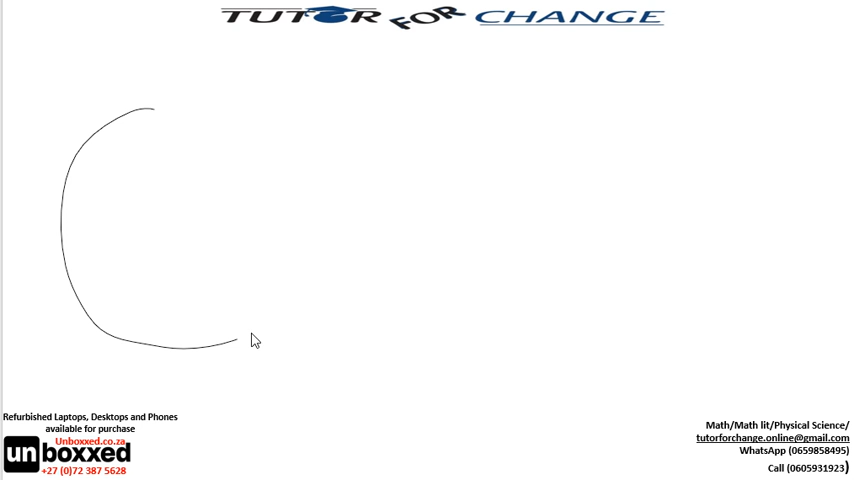 TUTOR FOR CHANGE
Refurbished Laptops, Desktops and Phones
available for purchase
Unboxxed.co.za
unboxxed
+27 (0)72 387 5628
Math/Math lit/Physical Science/
tutorforchange.online@gmail.com
WhatsApp (0659858495)
Call (0605931923)